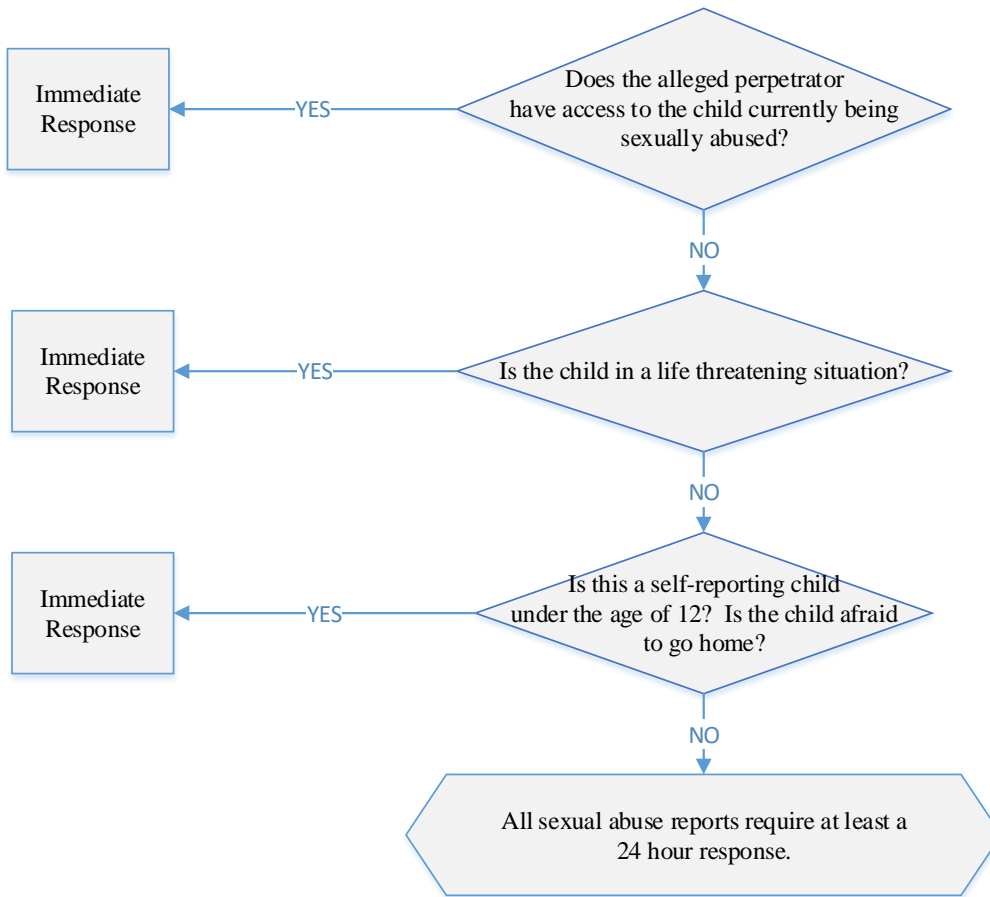 Does the alleged perpetrator
have access to the child currently being
sexually abused?
YES
Immediate
Response
NO
Is the child in a life threatening situation?
YES
Immediate
Response
NO
Is this a self-reporting child
under the age of 12?  Is the child afraid
to go home?
YES
Immediate
Response
NO
All sexual abuse reports require at least a
24 hour response.